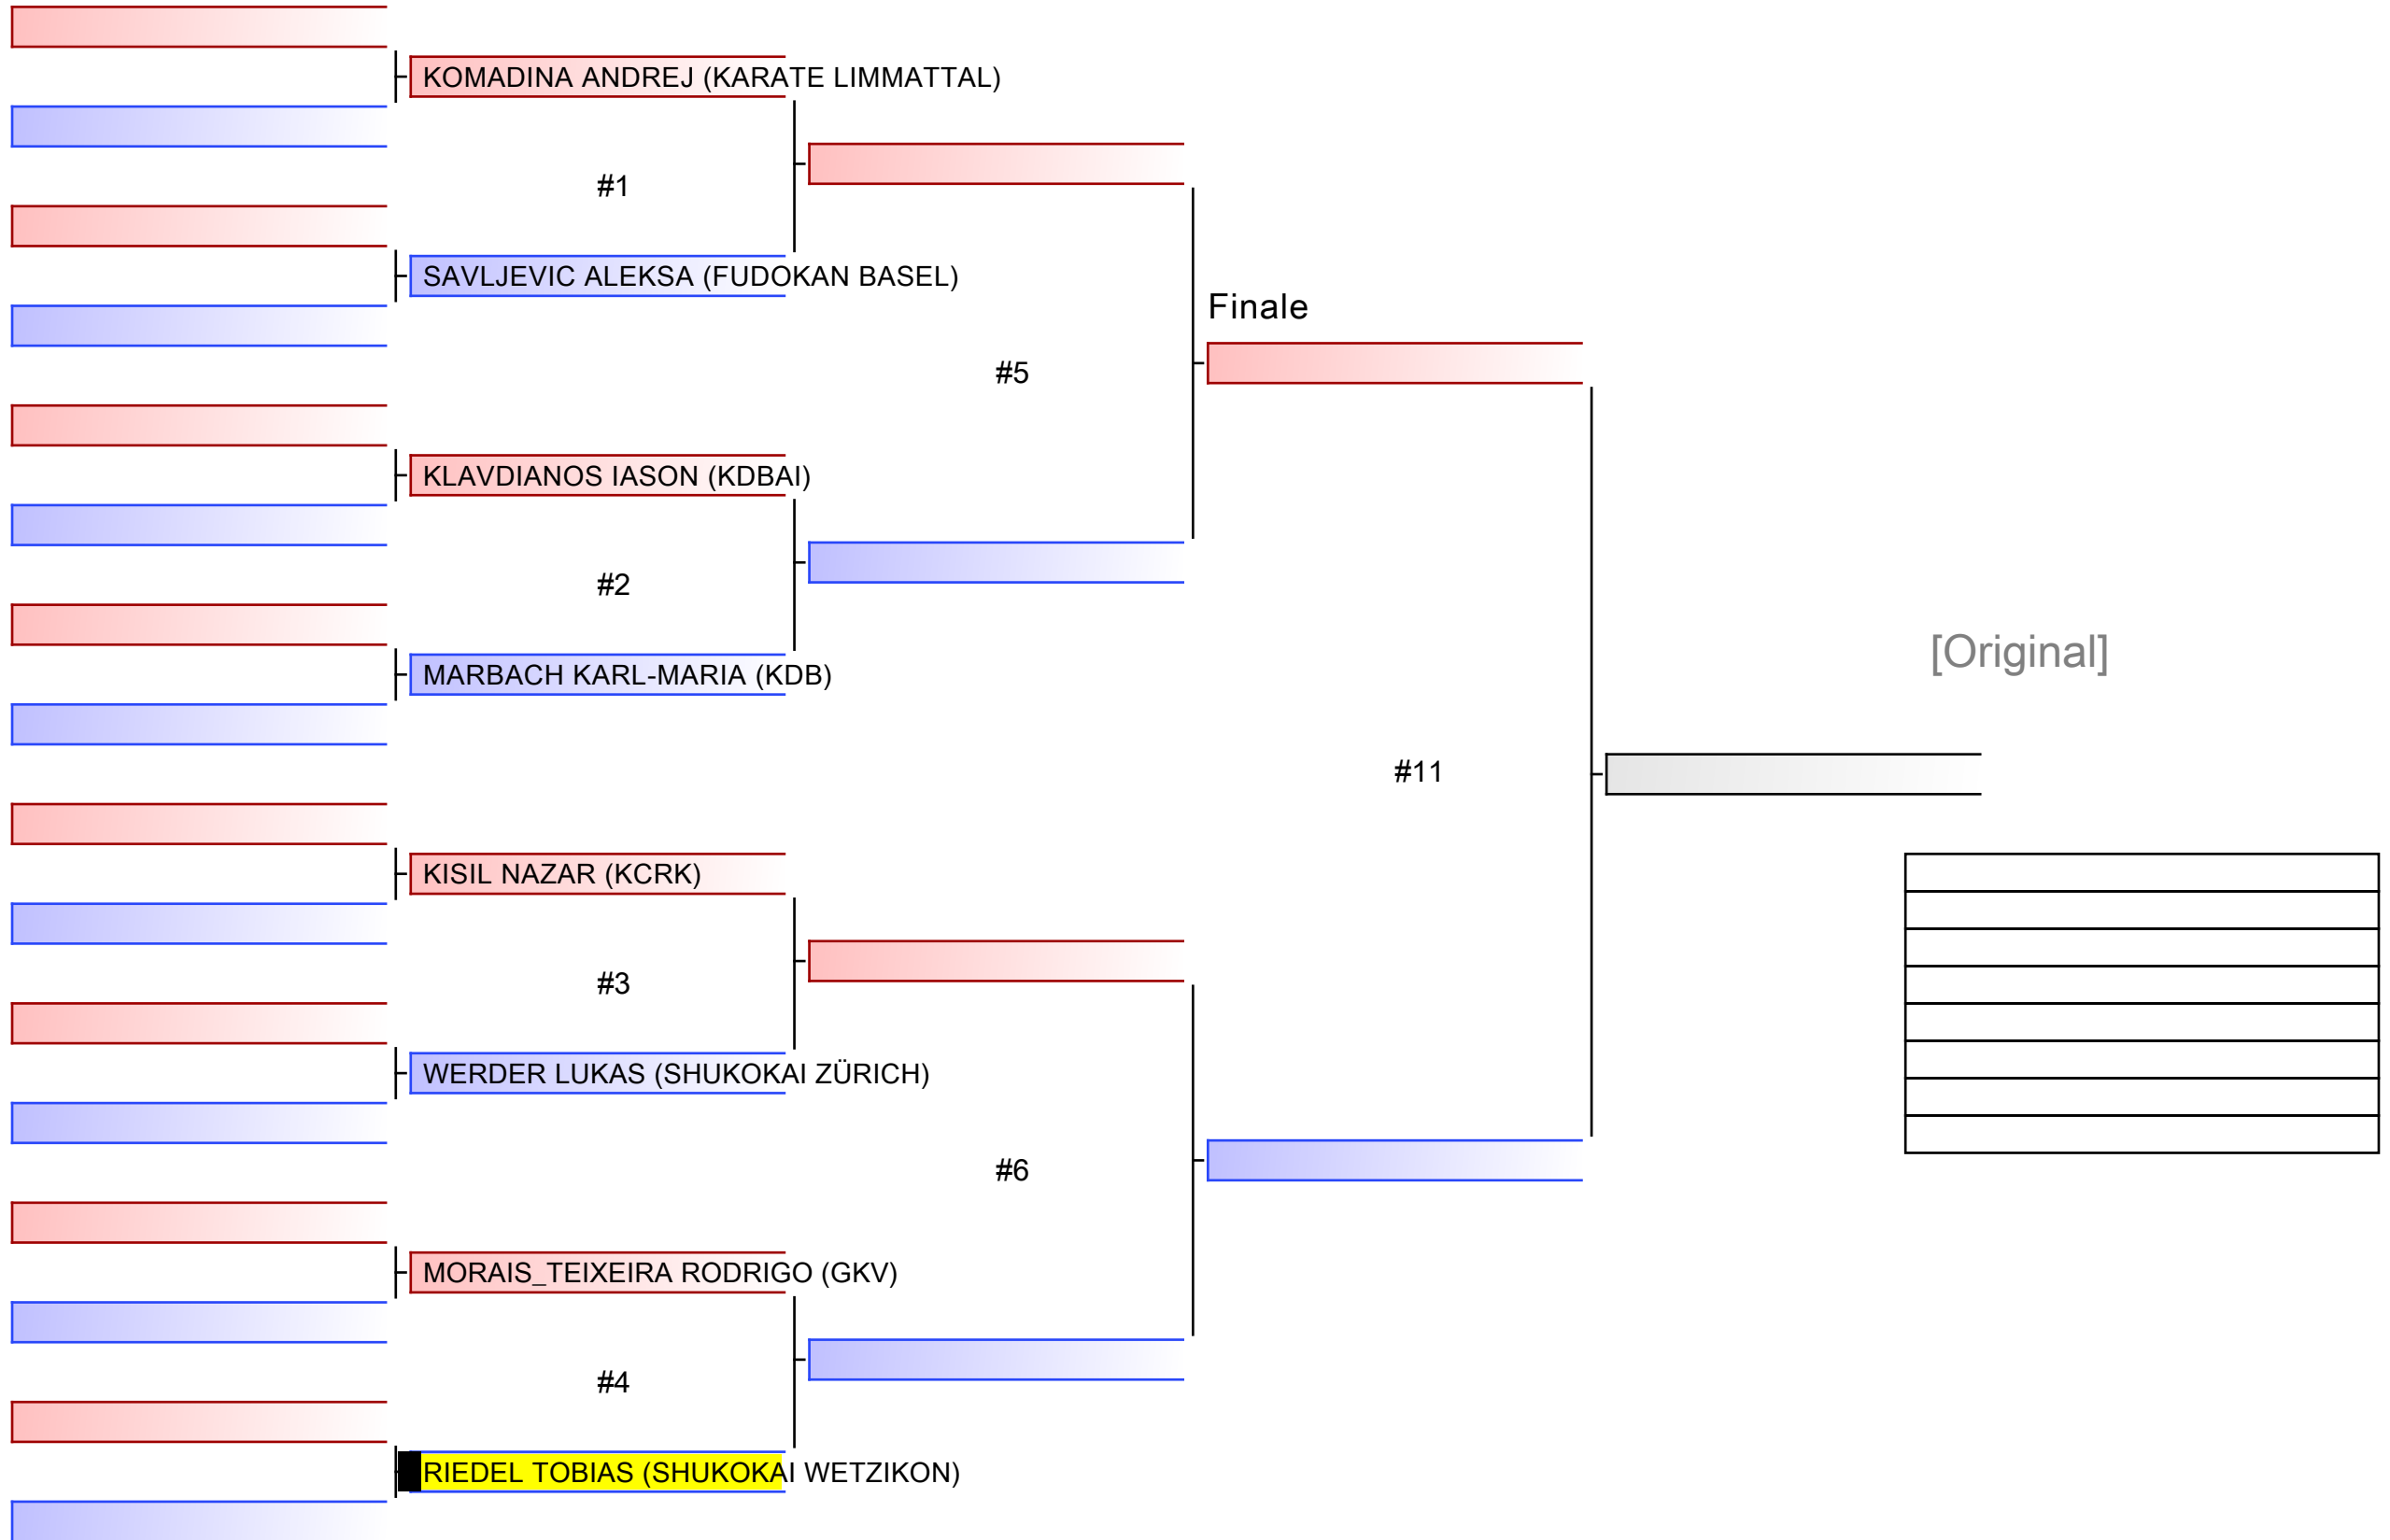 KOMADINA ANDREJ (KARATE LIMMATTAL)
#1
SAVLJEVIC ALEKSA (FUDOKAN BASEL)
Finale
#5
KLAVDIANOS IASON (KDBAI)
#2
MARBACH KARL-MARIA (KDB)
[Original]
#11
KISIL NAZAR (KCRK)
#3
WERDER LUKAS (SHUKOKAI ZÜRICH)
#6
MORAIS_TEIXEIRA RODRIGO (GKV)
#4
RIEDEL TOBIAS (SHUKOKAI WETZIKON)